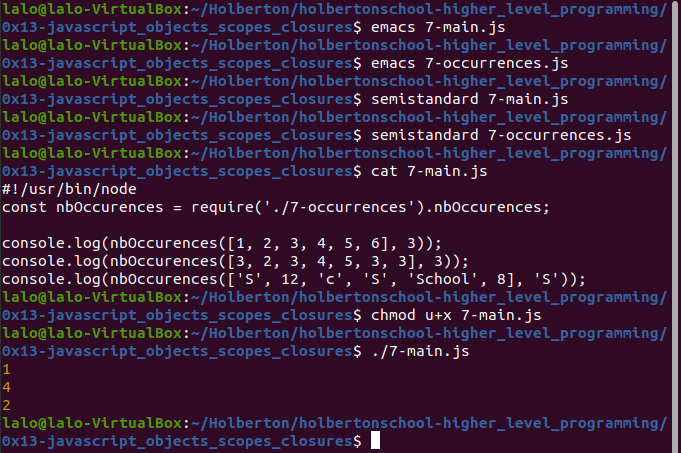 lalo@lalo-VirtualBox:~/Holberton/holbertonschool-higher_level_programming/
0x13-javascript_objects_scopes_closures$ emacs 7-main.js
lalo@lalo-VirtualBox:~/Holberton/holbertonschool-higher_level_programming/
0x13-javascript_objects_scopes_closures$ emacs 7-occurrences.js
lalo@lalo-VirtualBox:~/Holberton/holbertonschool-higher_level_programming/
0x13-javascript_objects_scopes_closures$ semistandard 7-main.js
lalo@lalo-VirtualBox:~/Holberton/holbertonschool-higher_level_programming/
0x13-javascript_objects_scopes_closures$ semistandard 7-occurrences.js
lalo@lalo-VirtualBox:~/Holberton/holbertonschool-higher_level_programming/
0x13-javascript_objects_scopes_closures$ cat 7-main.js
#!/usr/bin/node
const nbOccurences = require('./7-occurrences').nbOccurences;

console.log(nbOccurences([1, 2, 3, 4, 5, 6], 3));
console.log(nbOccurences([3, 2, 3, 4, 5, 3, 3], 3));
console.log(nbOccurences(['S', 12, 'c', 'S', 'School', 8], 'S'));
lalo@lalo-VirtualBox:~/Holberton/holbertonschool-higher_level_programming/
0x13-javascript_objects_scopes_closures$ chmod u+x 7-main.js
lalo@lalo-VirtualBox:~/Holberton/holbertonschool-higher_level_programming/
0x13-javascript_objects_scopes_closures$ ./7-main.js
1
4
2
lalo@lalo-VirtualBox:~/Holberton/holbertonschool-higher_level_programming/
0x13-javascript_objects_scopes_closures$